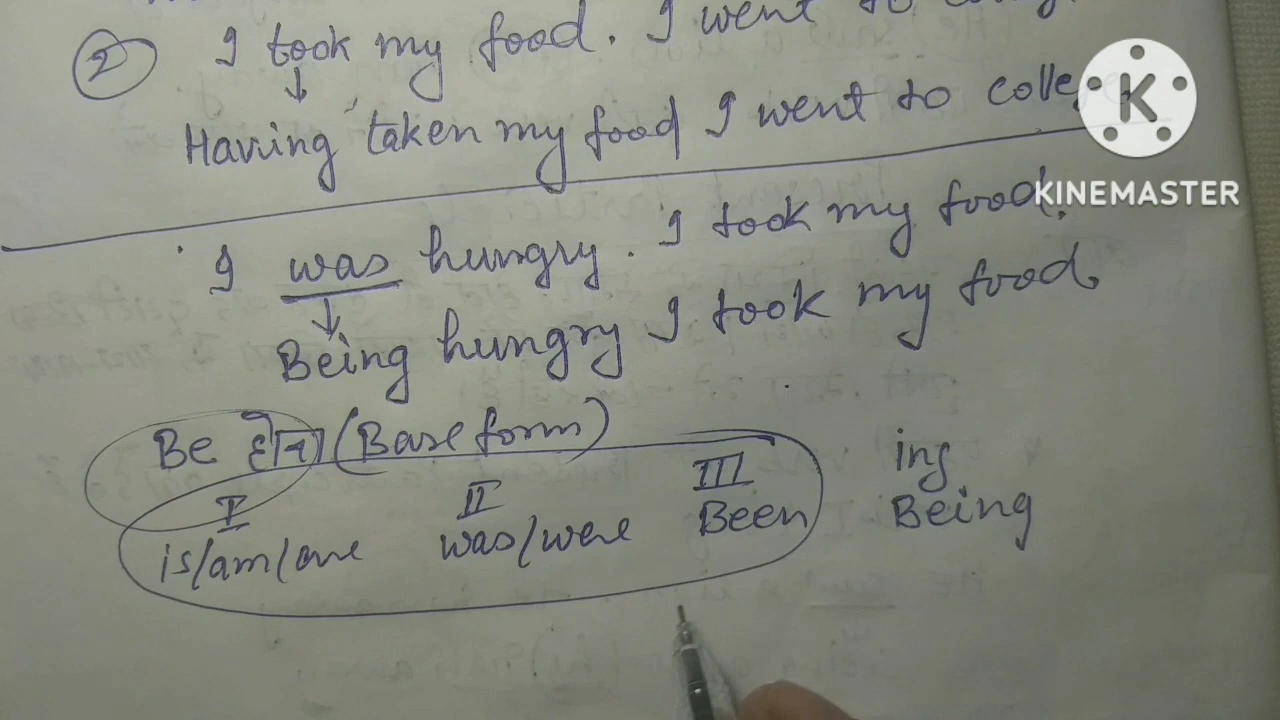 ② I took my food. I went to
Having taken my food I went to colle
K
KINEMASTER
I was hungry. I took my food.
Being hungry I took my food.
Be होना (Base form)
I II III ing
is/am/are was/were Been Being